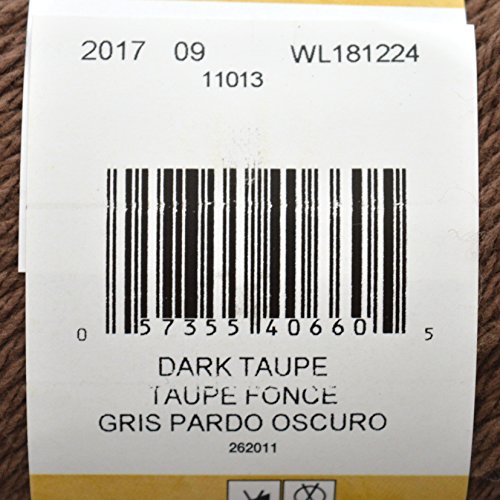 2017 09 WL181224
11013
0 57355 40660 5
DARK TAUPE
TAUPE FONCE
GRIS PARDO OSCURO
262011